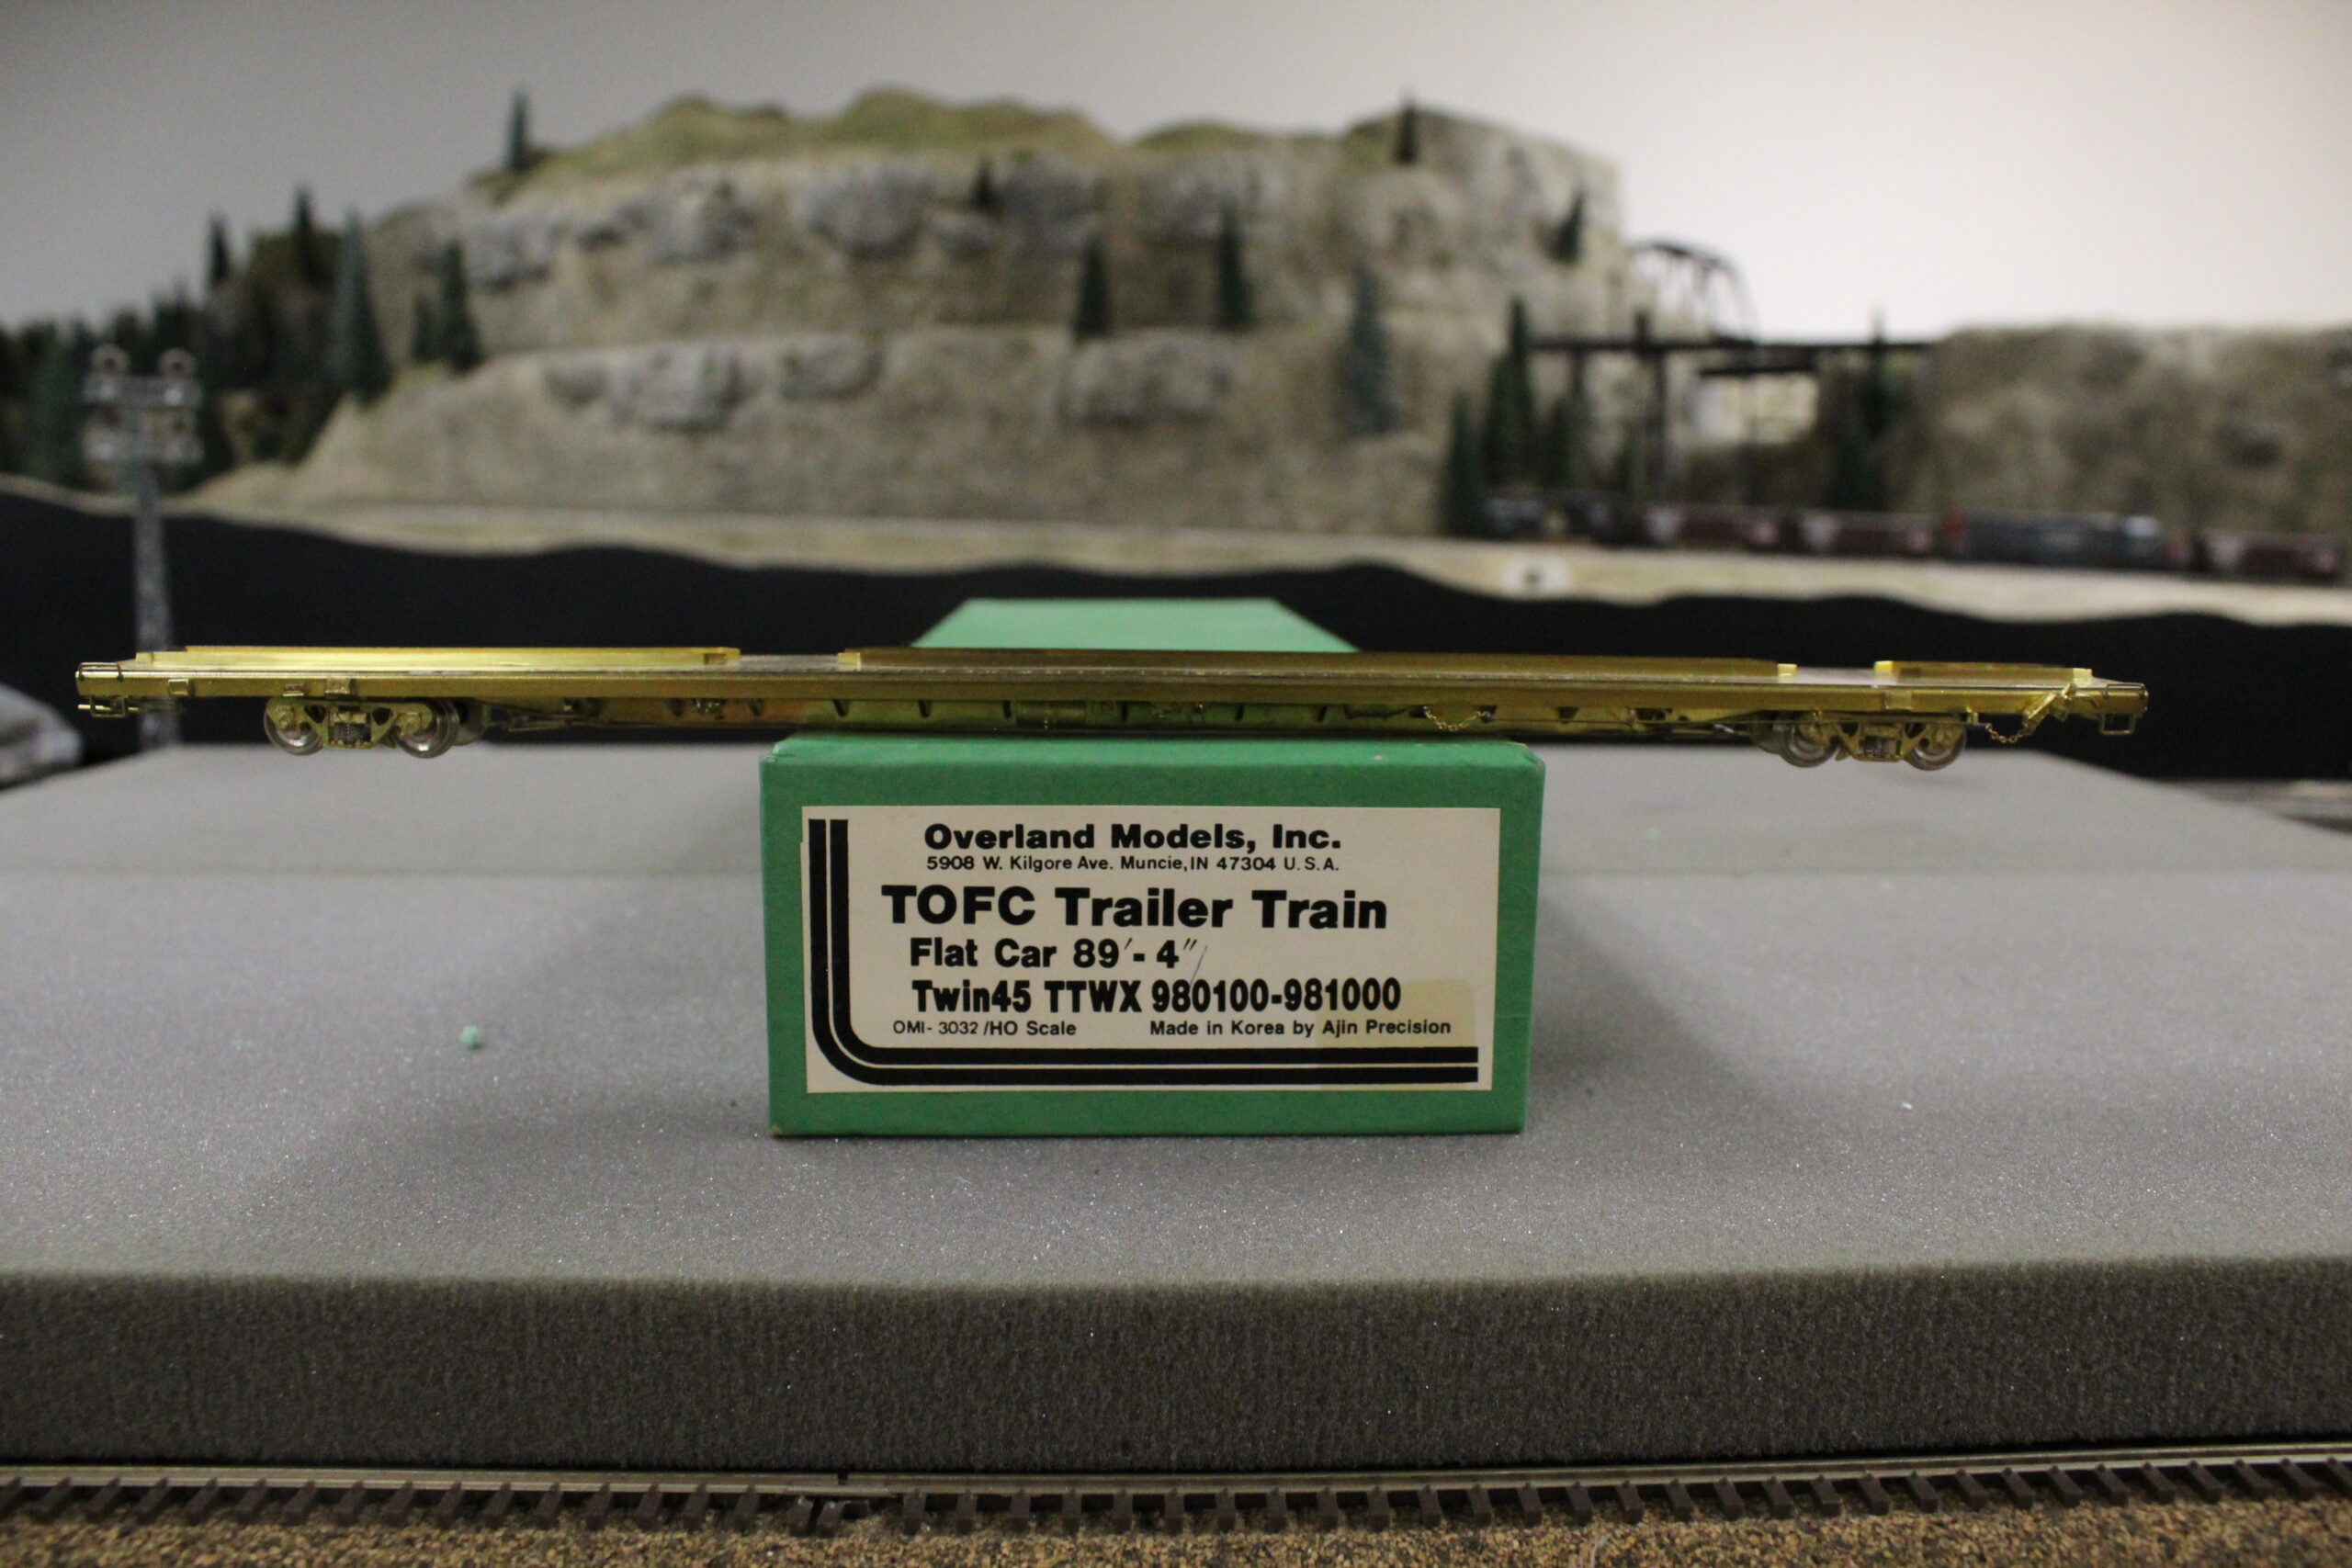 Overland Models, Inc.
5908 W. Kilgore Ave. Muncie, IN 47304 U.S.A.
TOFC Trailer Train
Flat Car 89′- 4″
Twin45 TTWX 980100-981000
OMI- 3032 /HO Scale Made in Korea by Ajin Precision